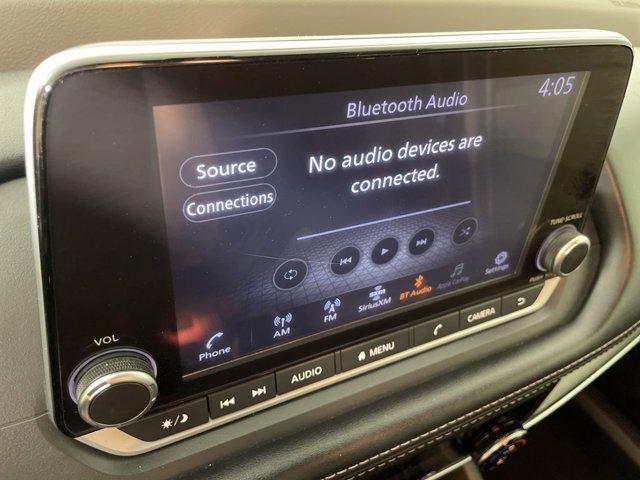 4:05
Bluetooth Audio
Source
No audio devices are
connected.
Connections
Phone
AM
FM
sxm
SiriusXM
BT Audio
Apple CarPlay
Settings
TUNE·SCROLL
VOL
AUDIO
MENU
CAMERA